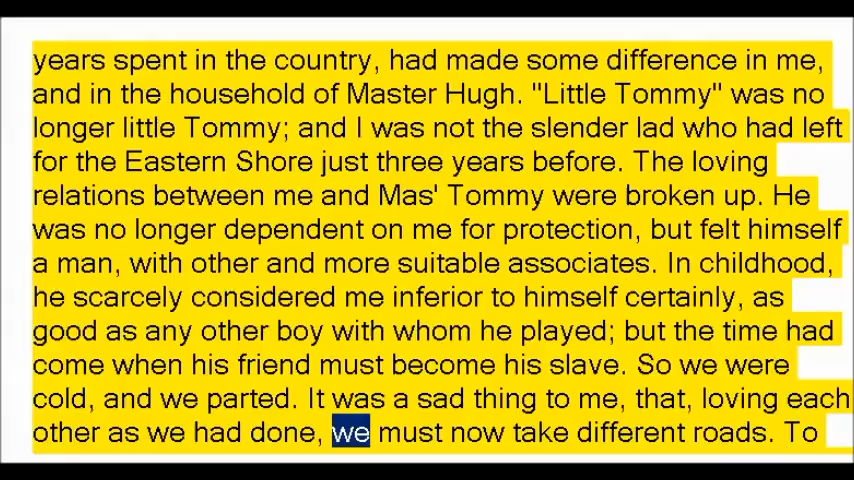 years spent in the country, had made some difference in me,
and in the household of Master Hugh. "Little Tommy" was no
longer little Tommy; and I was not the slender lad who had left
for the Eastern Shore just three years before. The loving
relations between me and Mas' Tommy were broken up. He
was no longer dependent on me for protection, but felt himself
a man, with other and more suitable associates. In childhood,
he scarcely considered me inferior to himself certainly, as
good as any other boy with whom he played; but the time had
come when his friend must become his slave. So we were
cold, and we parted. It was a sad thing to me, that, loving each
other as we had done, we must now take different roads. To